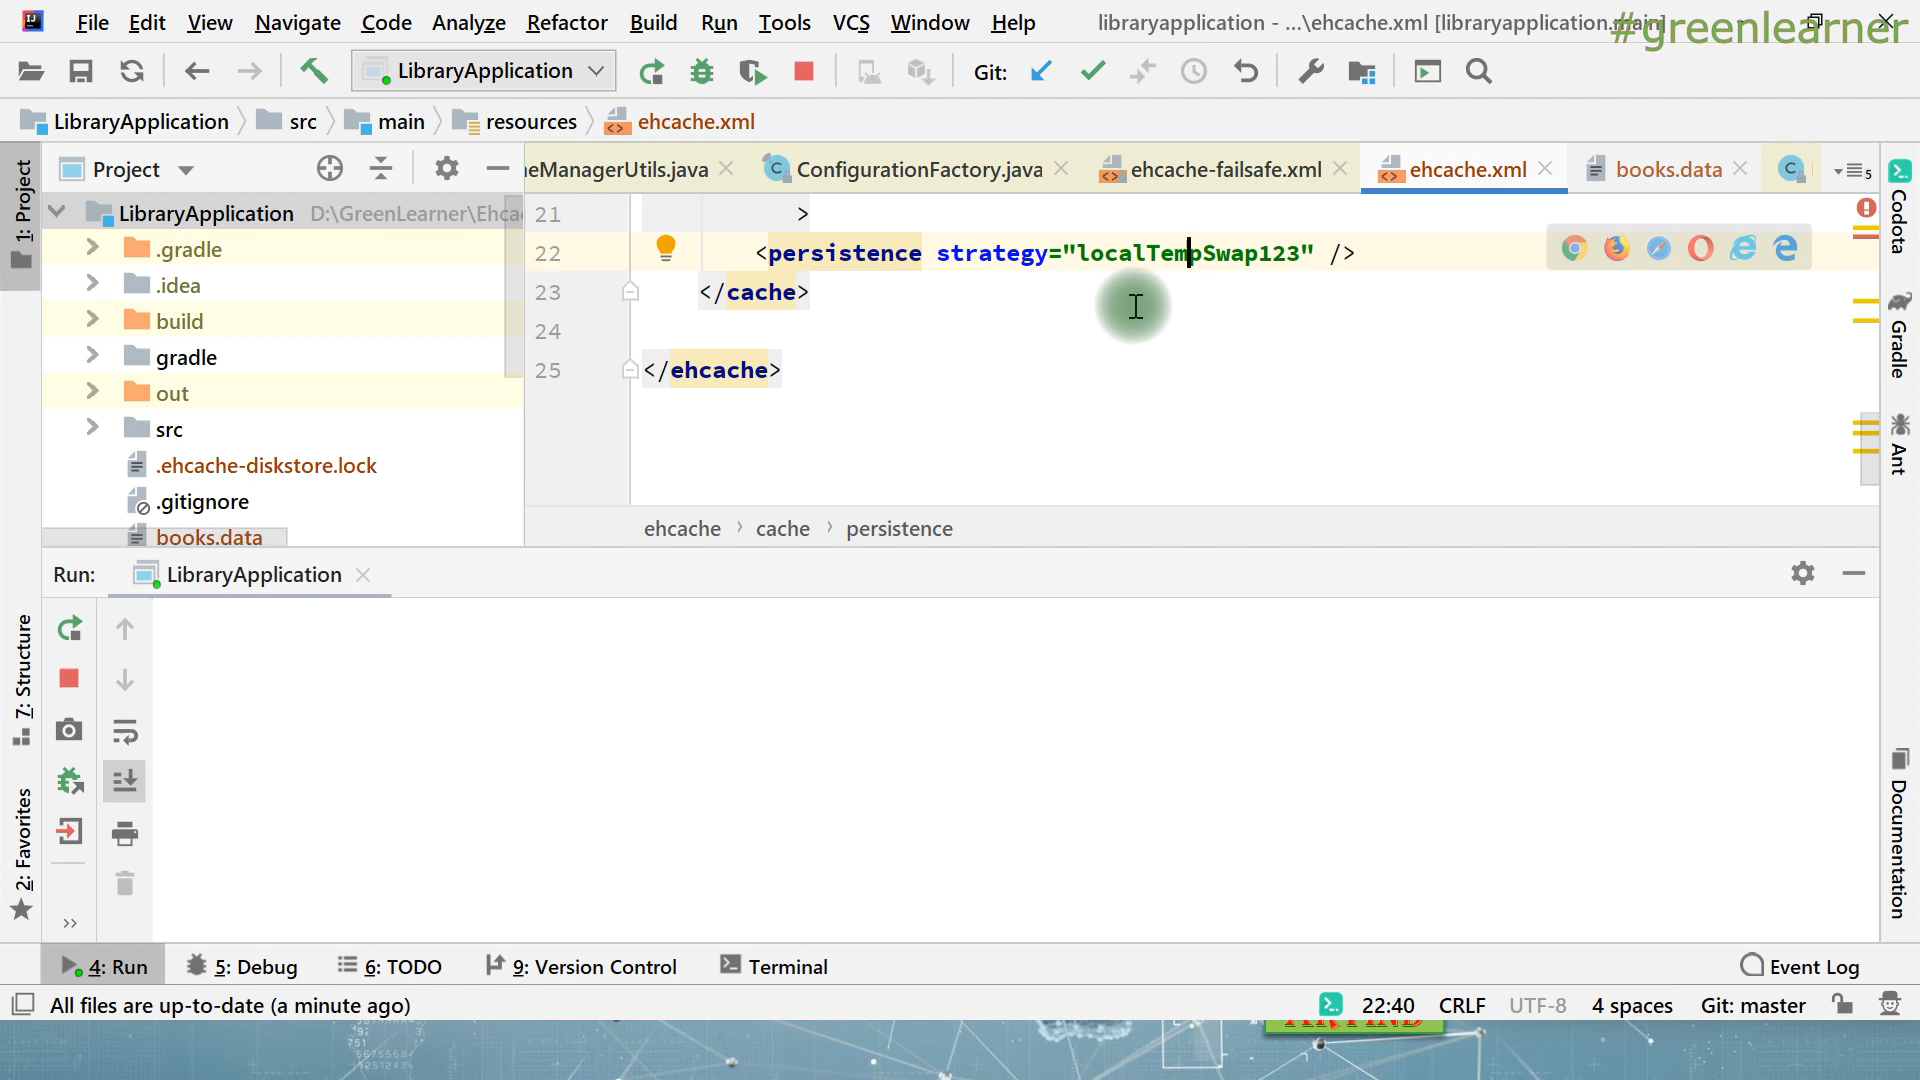 File Edit View Navigate Code Analyze Refactor Build Run Tools VCS Window Help libraryapplication - ...\ehcache.xml [libraryapplication.main]
#greenlearner
LibraryApplication Git:
LibraryApplication src main resources ehcache.xml
Project
eManagerUtils.java ConfigurationFactory.java ehcache-failsafe.xml ehcache.xml books.data 5
LibraryApplication D:\GreenLearner\Ehca
.gradle
.idea
build
gradle
out
src
.ehcache-diskstore.lock
.gitignore
books.data
21 >
22 <persistence strategy="localTempSwap123" />
23 </cache>
24
25 </ehcache>
ehcache cache persistence
1: Project
7: Structure
2: Favorites
Codota
Gradle
Ant
Documentation
Run: LibraryApplication
4: Run 5: Debug 6: TODO 9: Version Control Terminal Event Log
All files are up-to-date (a minute ago) 22:40 CRLF UTF-8 4 spaces Git: master